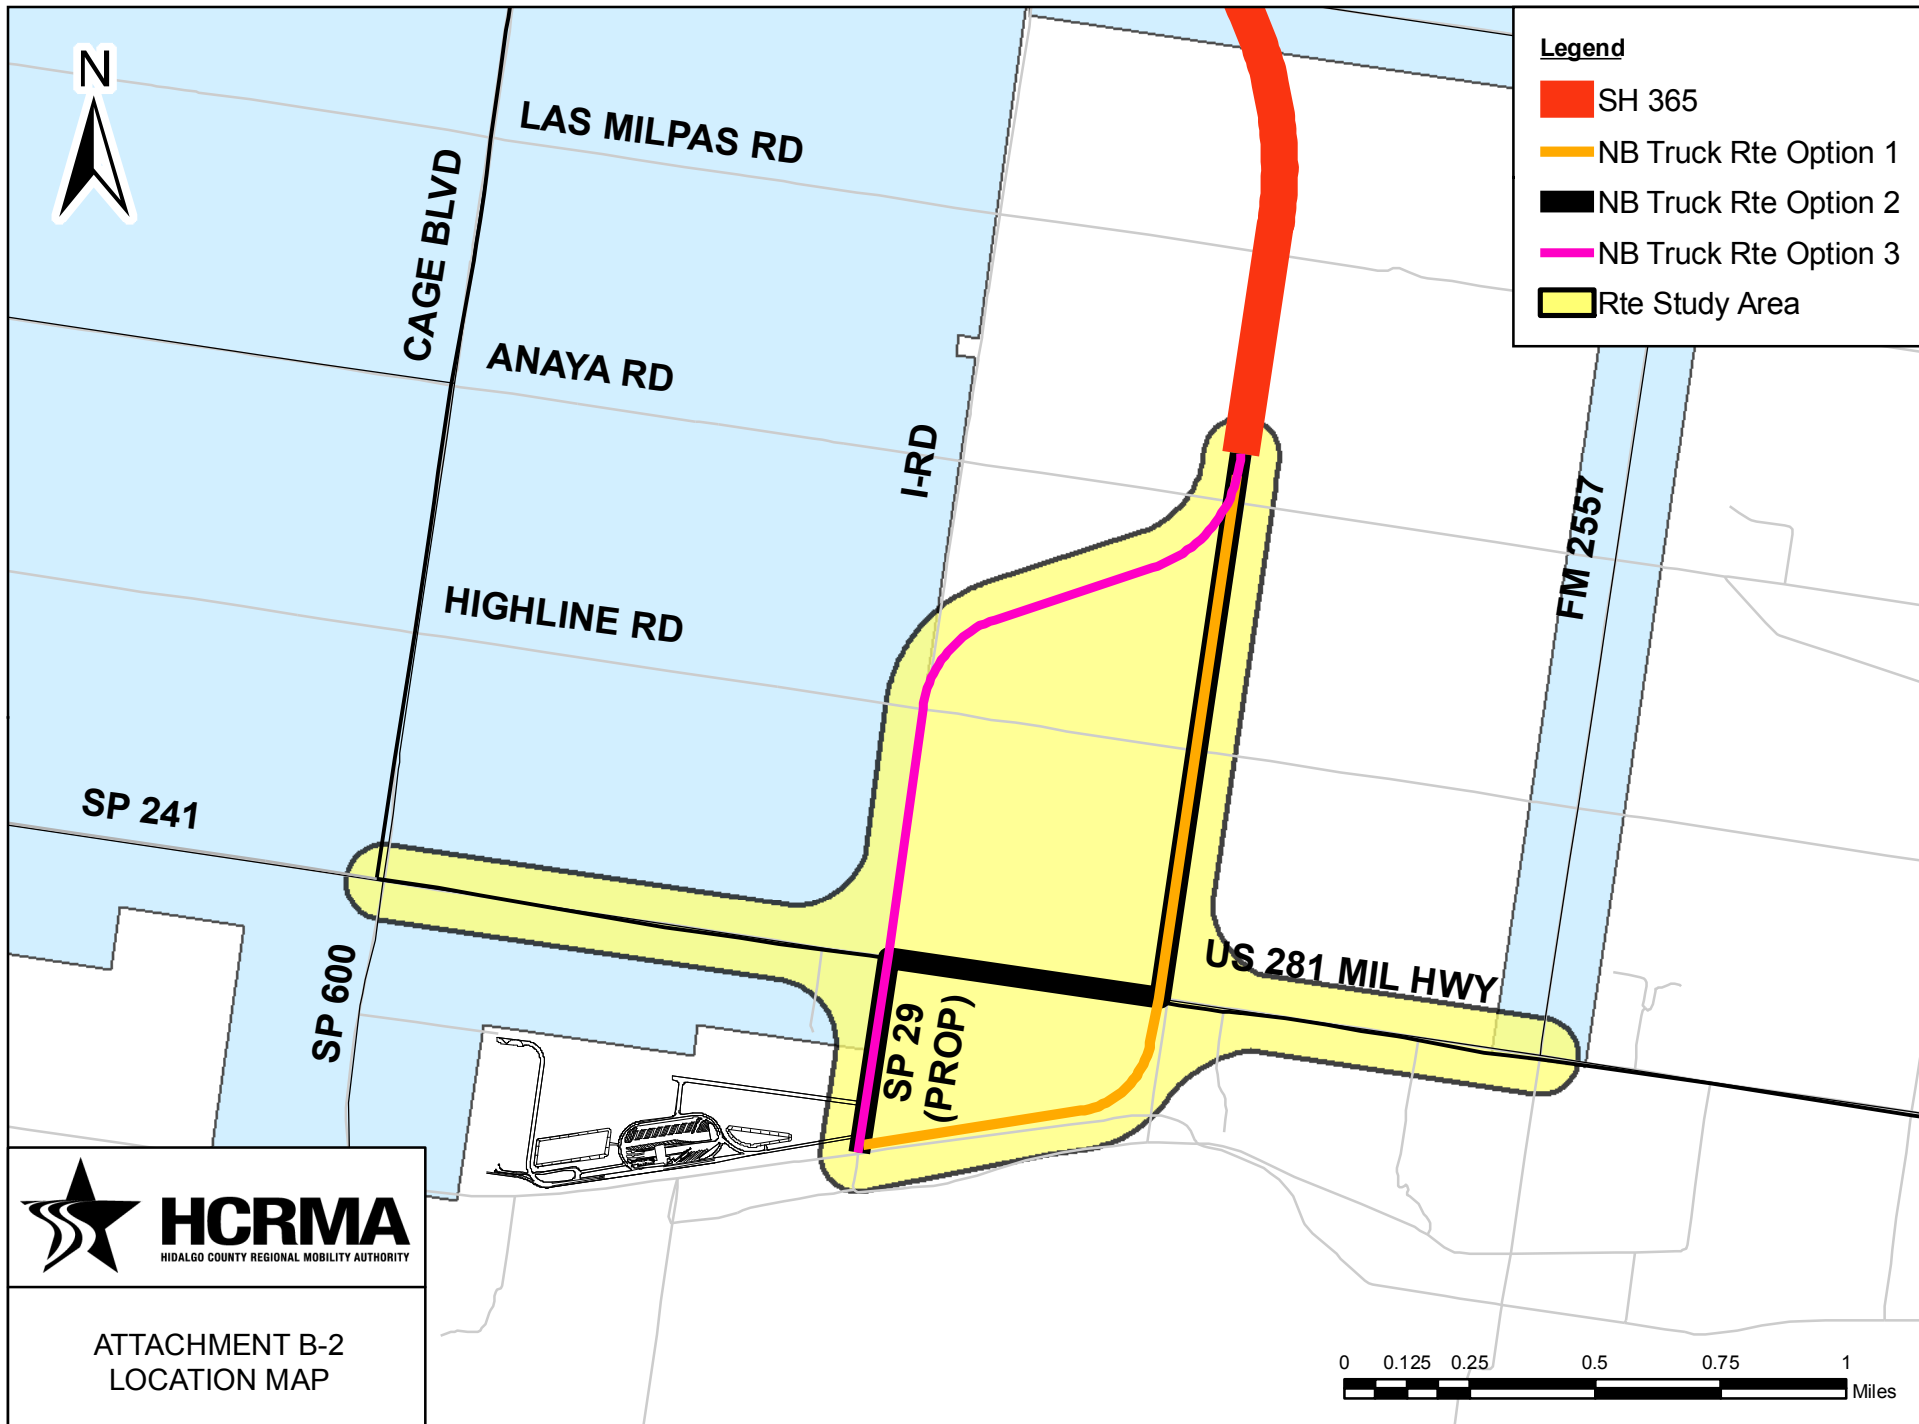 N
LAS MILPAS RD
CAGE BLVD
ANAYA RD
I-RD
HIGHLINE RD
SP 241
SP 600
SP 29
(PROP)
US 281 MIL HWY
FM 2557
Legend
SH 365
NB Truck Rte Option 1
NB Truck Rte Option 2
NB Truck Rte Option 3
Rte Study Area
HCRMA
HIDALGO COUNTY REGIONAL MOBILITY AUTHORITY
ATTACHMENT B-2
LOCATION MAP
0 0.125 0.25 0.5 0.75 1
Miles